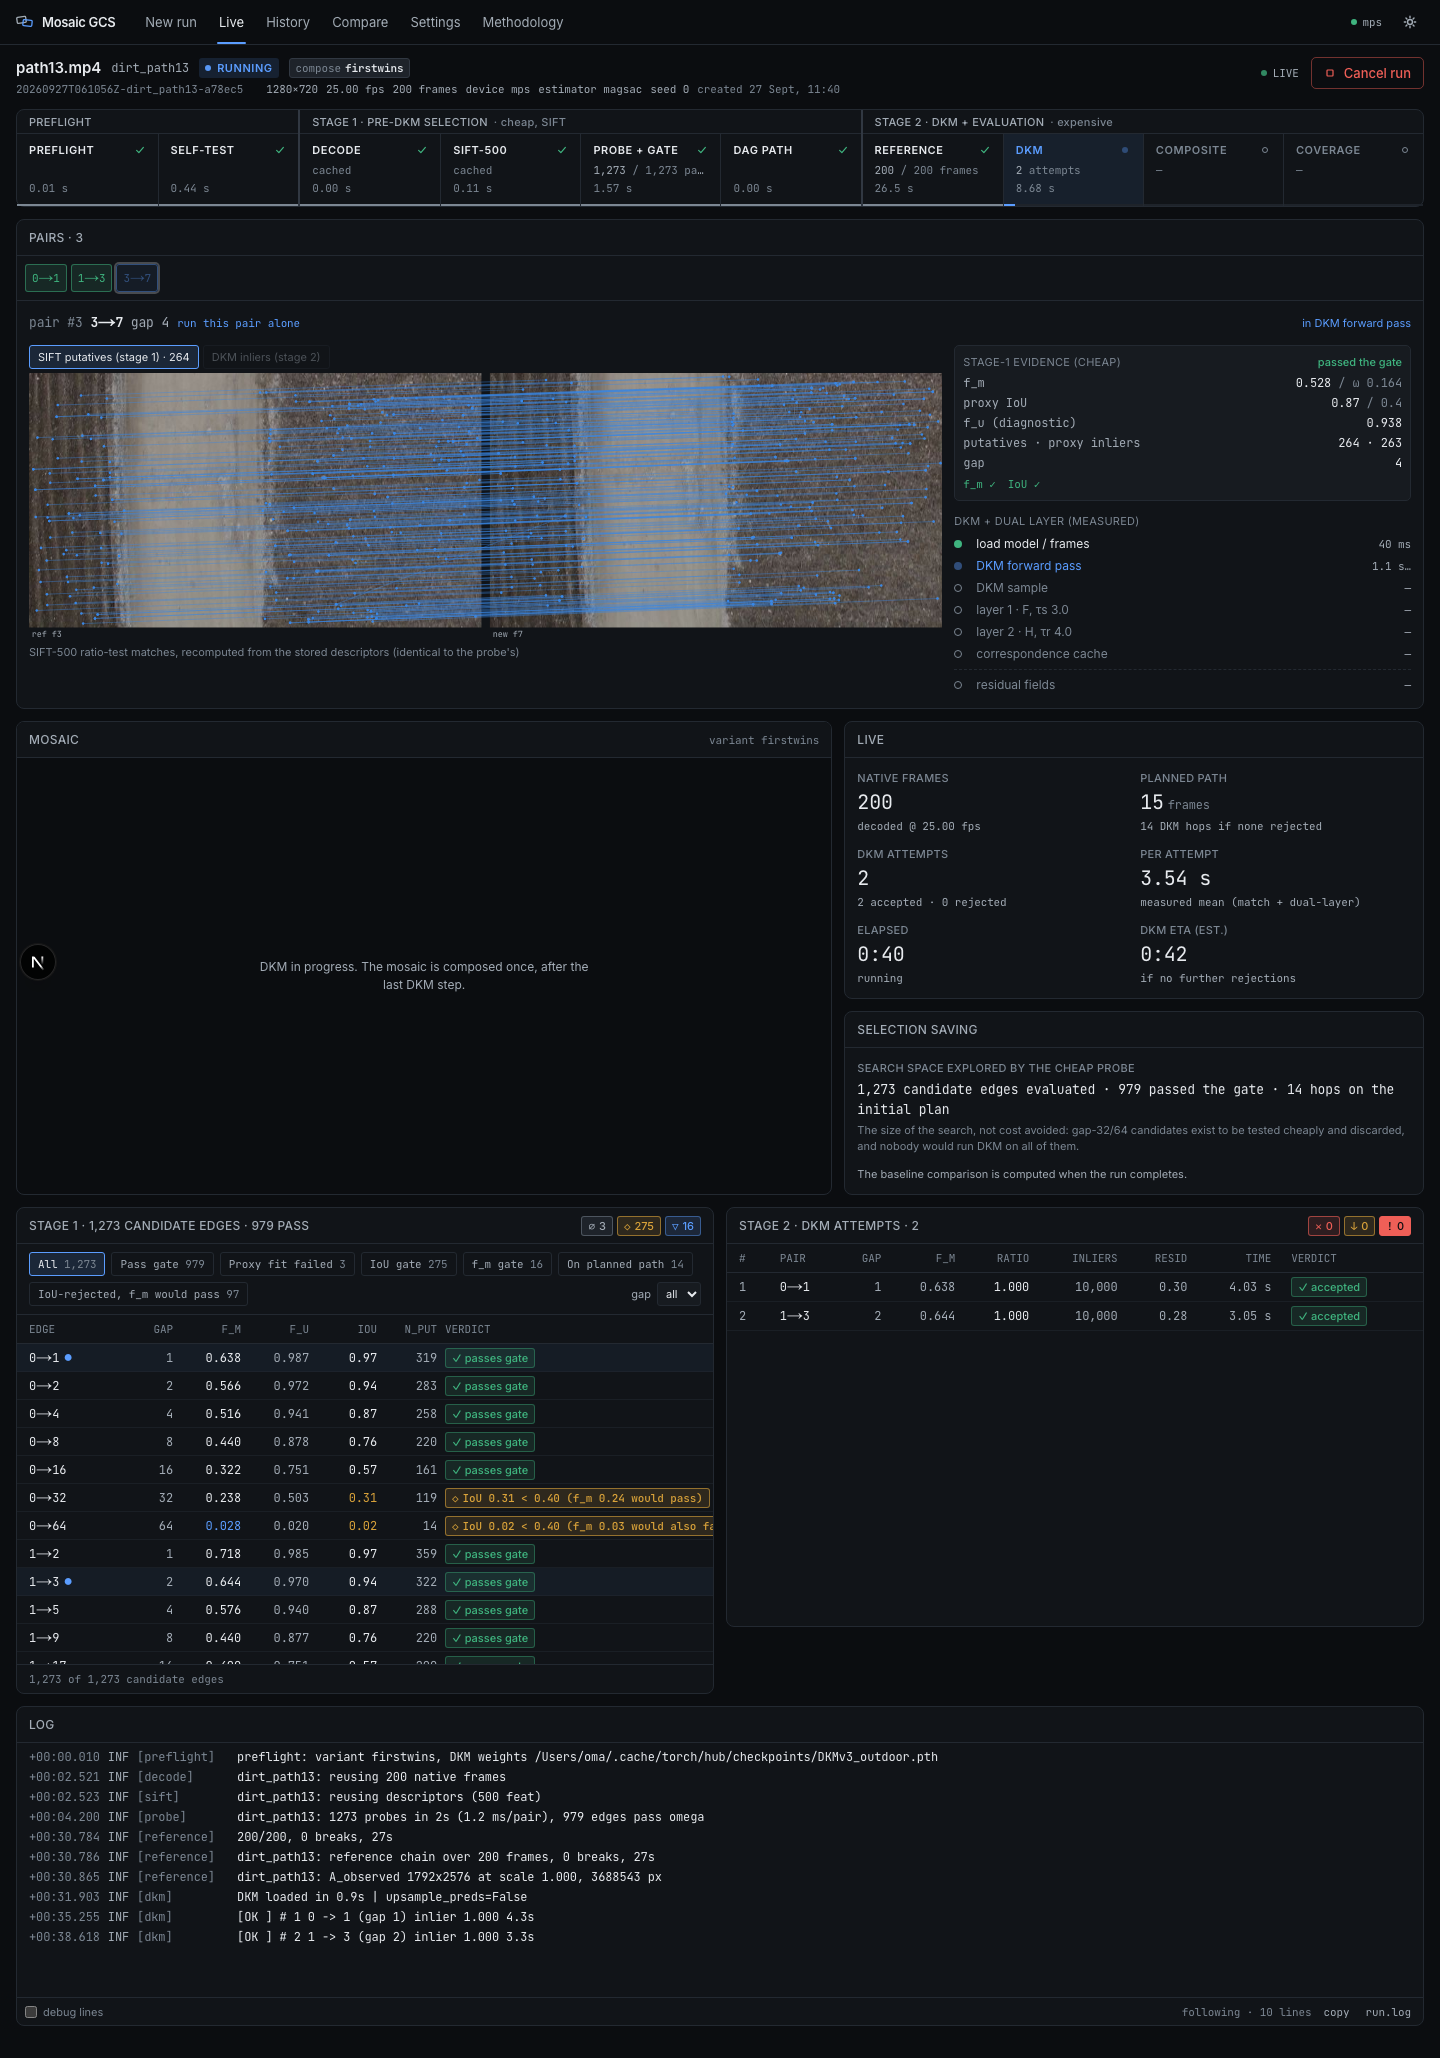 Mosaic GCS New run Live History Compare Settings Methodology mps
path13.mp4 dirt_path13 RUNNING compose firstwins LIVE Cancel run
20260927T061056Z-dirt_path13-a78ec5 1280×720 25.00 fps 200 frames device mps estimator magsac seed 0 created 27 Sept, 11:40
PREFLIGHT STAGE 1 · PRE-DKM SELECTION · cheap, SIFT STAGE 2 · DKM + EVALUATION · expensive
PREFLIGHT ✓ SELF-TEST ✓ DECODE ✓ SIFT-500 ✓ PROBE + GATE ✓ DAG PATH ✓ REFERENCE ✓ DKM COMPOSITE COVERAGE
cached cached 1,273 / 1,273 pa… 200 / 200 frames 2 attempts — —
0.01 s 0.44 s 0.00 s 0.11 s 1.57 s 0.00 s 26.5 s 8.68 s
PAIRS · 3
0⟶1 1⟶3 3⟶7
pair #3 3⟶7 gap 4 run this pair alone in DKM forward pass
SIFT putatives (stage 1) · 264 DKM inliers (stage 2)
ref f3 new f7
SIFT-500 ratio-test matches, recomputed from the stored descriptors (identical to the probe's)
STAGE-1 EVIDENCE (CHEAP) passed the gate
f_m 0.528 / ω 0.164
proxy IoU 0.87 / 0.4
f_u (diagnostic) 0.938
putatives · proxy inliers 264 · 263
gap 4
f_m ✓ IoU ✓
DKM + DUAL LAYER (MEASURED)
load model / frames 40 ms
DKM forward pass 1.1 s…
DKM sample —
layer 1 · F, τs 3.0 —
layer 2 · H, τr 4.0 —
correspondence cache —
residual fields —
MOSAIC variant firstwins
DKM in progress. The mosaic is composed once, after the
last DKM step.
N
LIVE
NATIVE FRAMES PLANNED PATH
200 15 frames
decoded @ 25.00 fps 14 DKM hops if none rejected
DKM ATTEMPTS PER ATTEMPT
2 3.54 s
2 accepted · 0 rejected measured mean (match + dual-layer)
ELAPSED DKM ETA (EST.)
0:40 0:42
running if no further rejections
SELECTION SAVING
SEARCH SPACE EXPLORED BY THE CHEAP PROBE
1,273 candidate edges evaluated · 979 passed the gate · 14 hops on the
initial plan
The size of the search, not cost avoided: gap-32/64 candidates exist to be tested cheaply and discarded,
and nobody would run DKM on all of them.
The baseline comparison is computed when the run completes.
STAGE 1 · 1,273 CANDIDATE EDGES · 979 PASS ⌀ 3 ◇ 275 ▽ 16
All 1,273 Pass gate 979 Proxy fit failed 3 IoU gate 275 f_m gate 16 On planned path 14
IoU-rejected, f_m would pass 97 gap all
EDGE GAP F_M F_U IOU N_PUT VERDICT
0⟶1 1 0.638 0.987 0.97 319 ✓ passes gate
0⟶2 2 0.566 0.972 0.94 283 ✓ passes gate
0⟶4 4 0.516 0.941 0.87 258 ✓ passes gate
0⟶8 8 0.440 0.878 0.76 220 ✓ passes gate
0⟶16 16 0.322 0.751 0.57 161 ✓ passes gate
0⟶32 32 0.238 0.503 0.31 119 ◇ IoU 0.31 < 0.40 (f_m 0.24 would pass)
0⟶64 64 0.028 0.020 0.02 14 ◇ IoU 0.02 < 0.40 (f_m 0.03 would also fa
1⟶2 1 0.718 0.985 0.97 359 ✓ passes gate
1⟶3 2 0.644 0.970 0.94 322 ✓ passes gate
1⟶5 4 0.576 0.940 0.87 288 ✓ passes gate
1⟶9 8 0.440 0.877 0.76 220 ✓ passes gate
1,273 of 1,273 candidate edges
STAGE 2 · DKM ATTEMPTS · 2 × 0 ↓ 0 ! 0
# PAIR GAP F_M RATIO INLIERS RESID TIME VERDICT
1 0⟶1 1 0.638 1.000 10,000 0.30 4.03 s ✓ accepted
2 1⟶3 2 0.644 1.000 10,000 0.28 3.05 s ✓ accepted
LOG
+00:00.010 INF [preflight] preflight: variant firstwins, DKM weights /Users/oma/.cache/torch/hub/checkpoints/DKMv3_outdoor.pth
+00:02.521 INF [decode] dirt_path13: reusing 200 native frames
+00:02.523 INF [sift] dirt_path13: reusing descriptors (500 feat)
+00:04.200 INF [probe] dirt_path13: 1273 probes in 2s (1.2 ms/pair), 979 edges pass omega
+00:30.784 INF [reference] 200/200, 0 breaks, 27s
+00:30.786 INF [reference] dirt_path13: reference chain over 200 frames, 0 breaks, 27s
+00:30.865 INF [reference] dirt_path13: A_observed 1792x2576 at scale 1.000, 3688543 px
+00:31.903 INF [dkm] DKM loaded in 0.9s | upsample_preds=False
+00:35.255 INF [dkm] [OK ] # 1 0 -> 1 (gap 1) inlier 1.000 4.3s
+00:38.618 INF [dkm] [OK ] # 2 1 -> 3 (gap 2) inlier 1.000 3.3s
debug lines following · 10 lines copy run.log